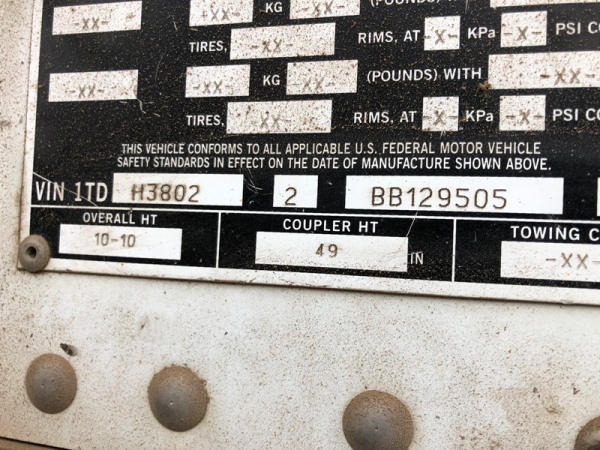 -xx- -xx- KG -xx- (POUNDS) WITH
TIRES, -xx- RIMS, AT -x- KPa -x- PSI
-xx- -xx- KG -xx- (POUNDS) WITH -xx-
TIRES, -xx- RIMS, AT -x- KPa -x- PSI
THIS VEHICLE CONFORMS TO ALL APPLICABLE U.S. FEDERAL MOTOR VEHICLE
SAFETY STANDARDS IN EFFECT ON THE DATE OF MANUFACTURE SHOWN ABOVE.
VIN 1TD H3802 2 BB129505
OVERALL HT COUPLER HT TOWING
10-10 49 IN -XX-